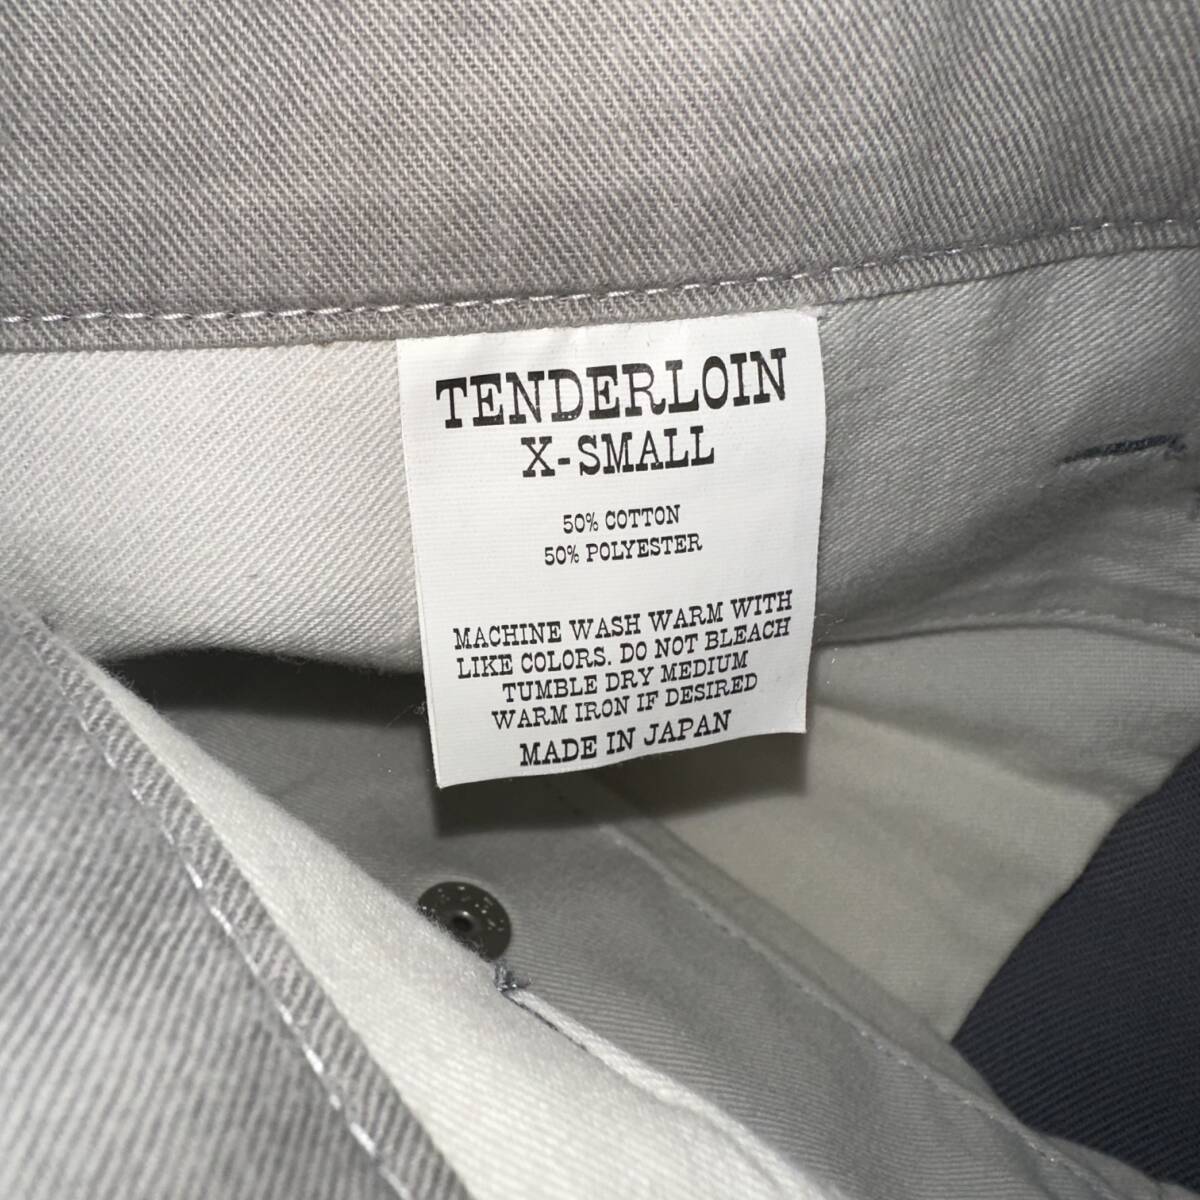 TENDERLOIN
X-SMALL
50% COTTON
50% POLYESTER
MACHINE WASH WARM WITH
LIKE COLORS. DO NOT BLEACH
TUMBLE DRY MEDIUM
WARM IRON IF DESIRED
MADE IN JAPAN